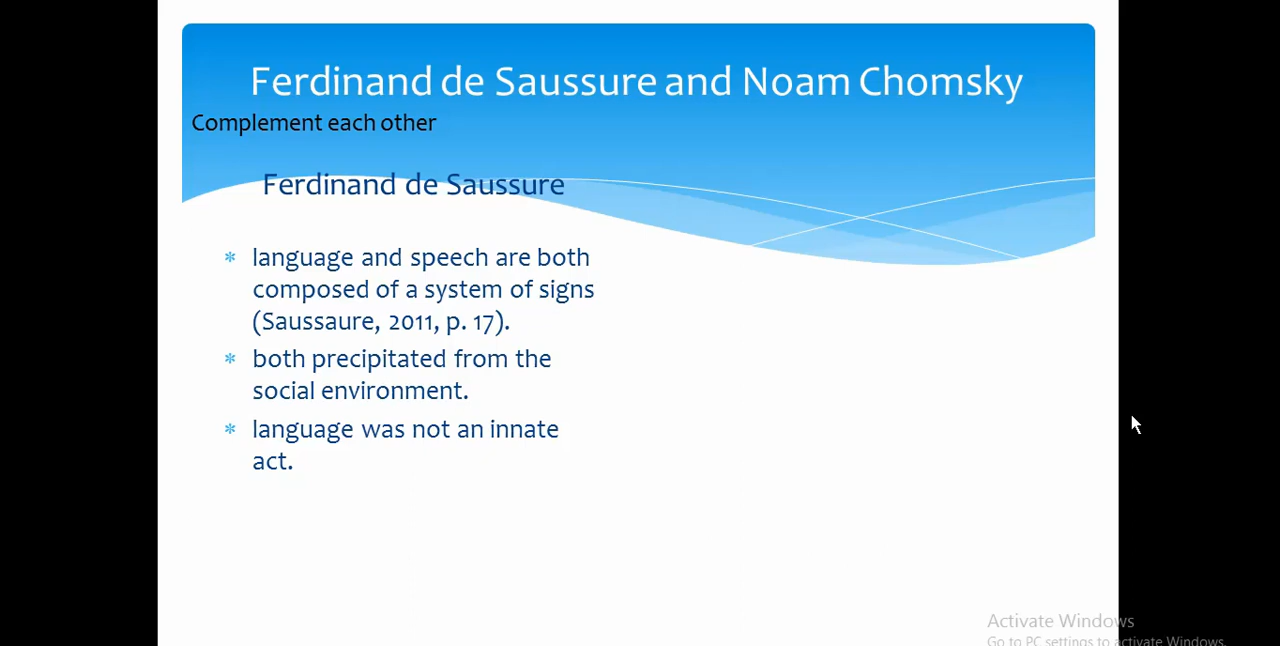 Ferdinand de Saussure and Noam Chomsky
Complement each other
Ferdinand de Saussure
* language and speech are both
composed of a system of signs
(Saussaure, 2011, p. 17).
* both precipitated from the
social environment.
* language was not an innate
act.
Activate Windows
Go to PC settings to activate Windows.